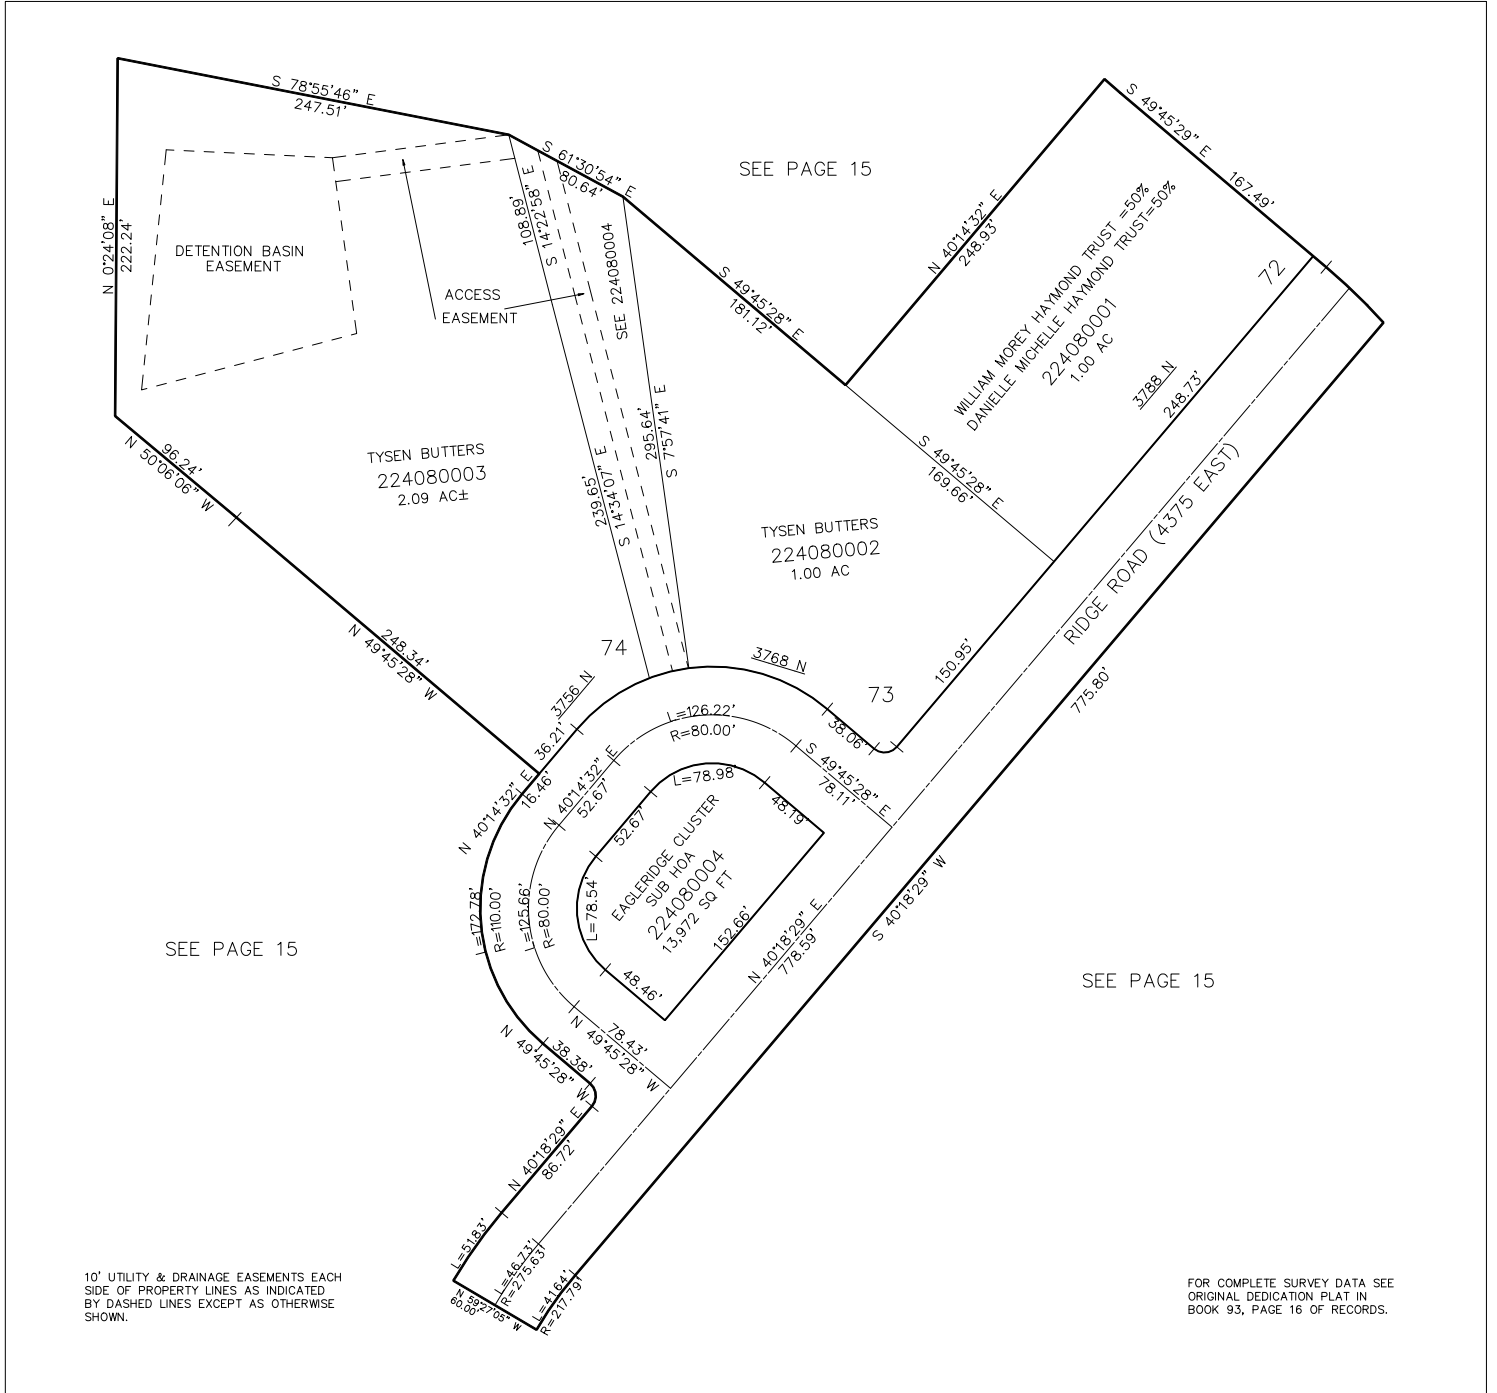 S 78°55'46" E
247.51'
S 61°30'54" E
80.64'
SEE PAGE 15
S 49°45'29" E
167.49'
N 0°24'08" E
222.24'
DETENTION BASIN
EASEMENT
ACCESS
EASEMENT
108.89'
S 14°22'58" E
SEE 224080004
S 49°45'28" E
181.12'
N 40°14'32" E
248.93'
WILLIAM MOREY HAYMOND TRUST =50%
DANIELLE MICHELLE HAYMOND TRUST=50%
224080001
1.00 AC
72
3788 N
248.73'
96.24'
N 50°06'06" W
TYSEN BUTTERS
224080003
2.09 AC±
239.65'
S 14°34'07" E
295.64'
S 7°57'41" E
S 49°45'28" E
169.66'
TYSEN BUTTERS
224080002
1.00 AC
RIDGE ROAD (4375 EAST)
248.34'
N 49°45'28" W
74
3756 N
3768 N
73
150.95'
775.80'
36.21'
38.06'
L=126.22'
R=80.00'
S 49°45'28" E
78.11'
N 40°14'32" E
16.46'
N 40°14'32" E
52.67'
L=78.98'
48.19'
52.67'
EAGLERIDGE CLUSTER
SUB HOA
224080004
13,972 SQ FT
L=172.78'
R=110.00'
L=125.66'
R=80.00'
L=78.54'
152.66'
48.46'
N 40°18'29" E
778.59'
S 40°18'29" W
SEE PAGE 15
SEE PAGE 15
78.43'
N 49°45'28" W
38.38'
N 49°45'28" W
N 40°18'29" E
86.72'
L=51.83'
L=46.73'
R=275.63'
L=41.64'
R=217.79'
N 59°27'05" W
60.00'
10' UTILITY & DRAINAGE EASEMENTS EACH
SIDE OF PROPERTY LINES AS INDICATED
BY DASHED LINES EXCEPT AS OTHERWISE
SHOWN.
FOR COMPLETE SURVEY DATA SEE
ORIGINAL DEDICATION PLAT IN
BOOK 93, PAGE 16 OF RECORDS.